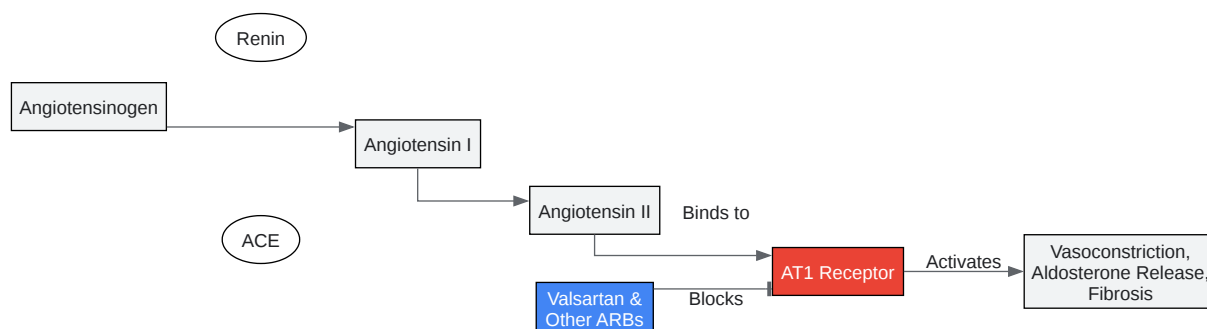 Renin
Angiotensinogen
Angiotensin I
ACE
Angiotensin II
Binds to
AT1 Receptor
Activates
Vasoconstriction,
Aldosterone Release,
Fibrosis
Valsartan &
Other ARBs
Blocks